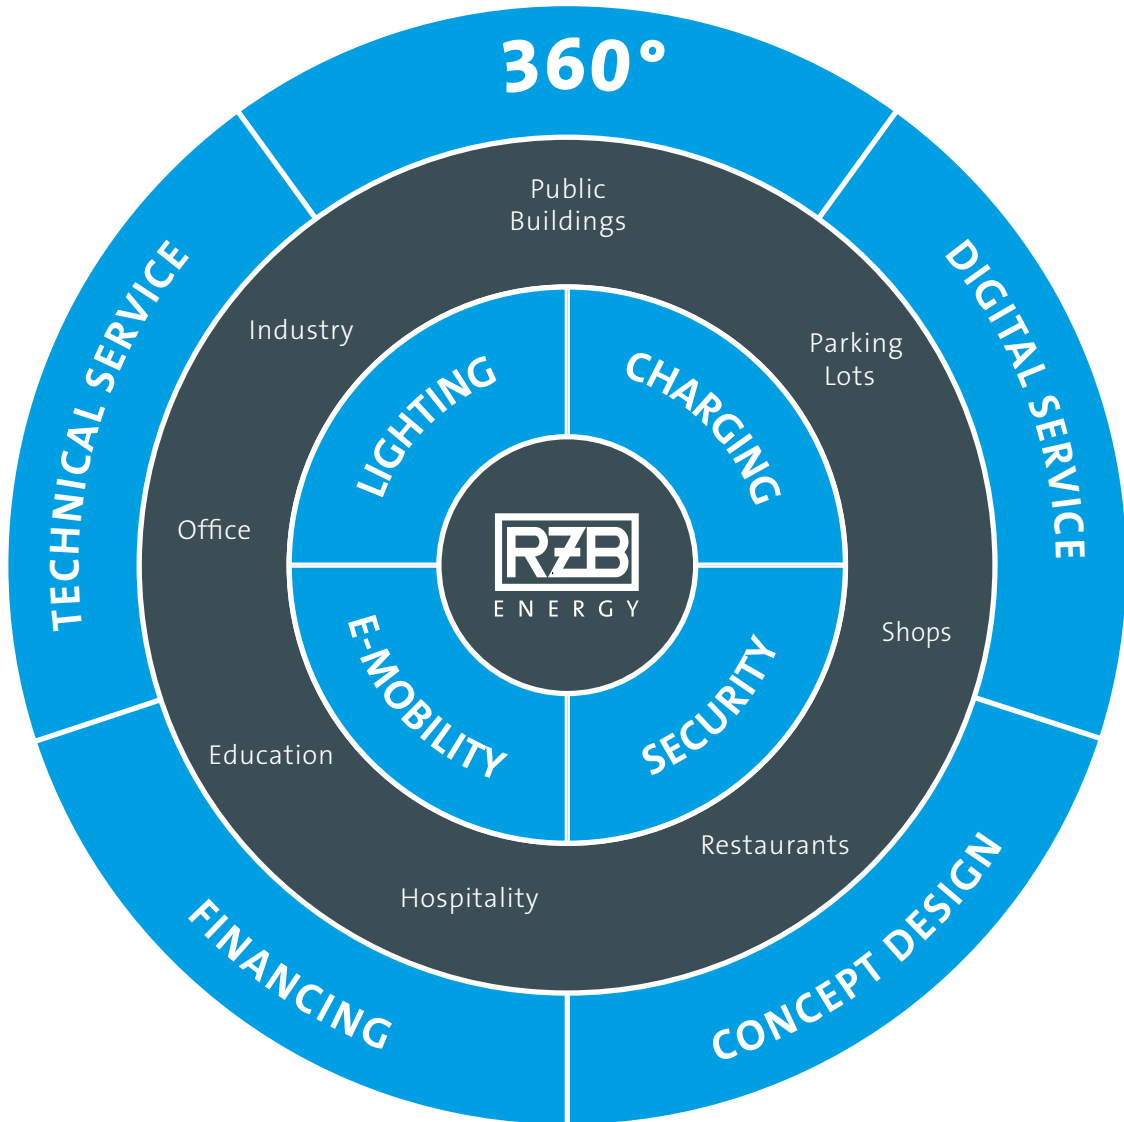 360°
TECHNICAL SERVICE
DIGITAL SERVICE
CONCEPT DESIGN
FINANCING
Public
Buildings
Industry
Parking
Lots
Office
Shops
Education
Restaurants
Hospitality
LIGHTING
CHARGING
E-MOBILITY
SECURITY
RZB
ENERGY